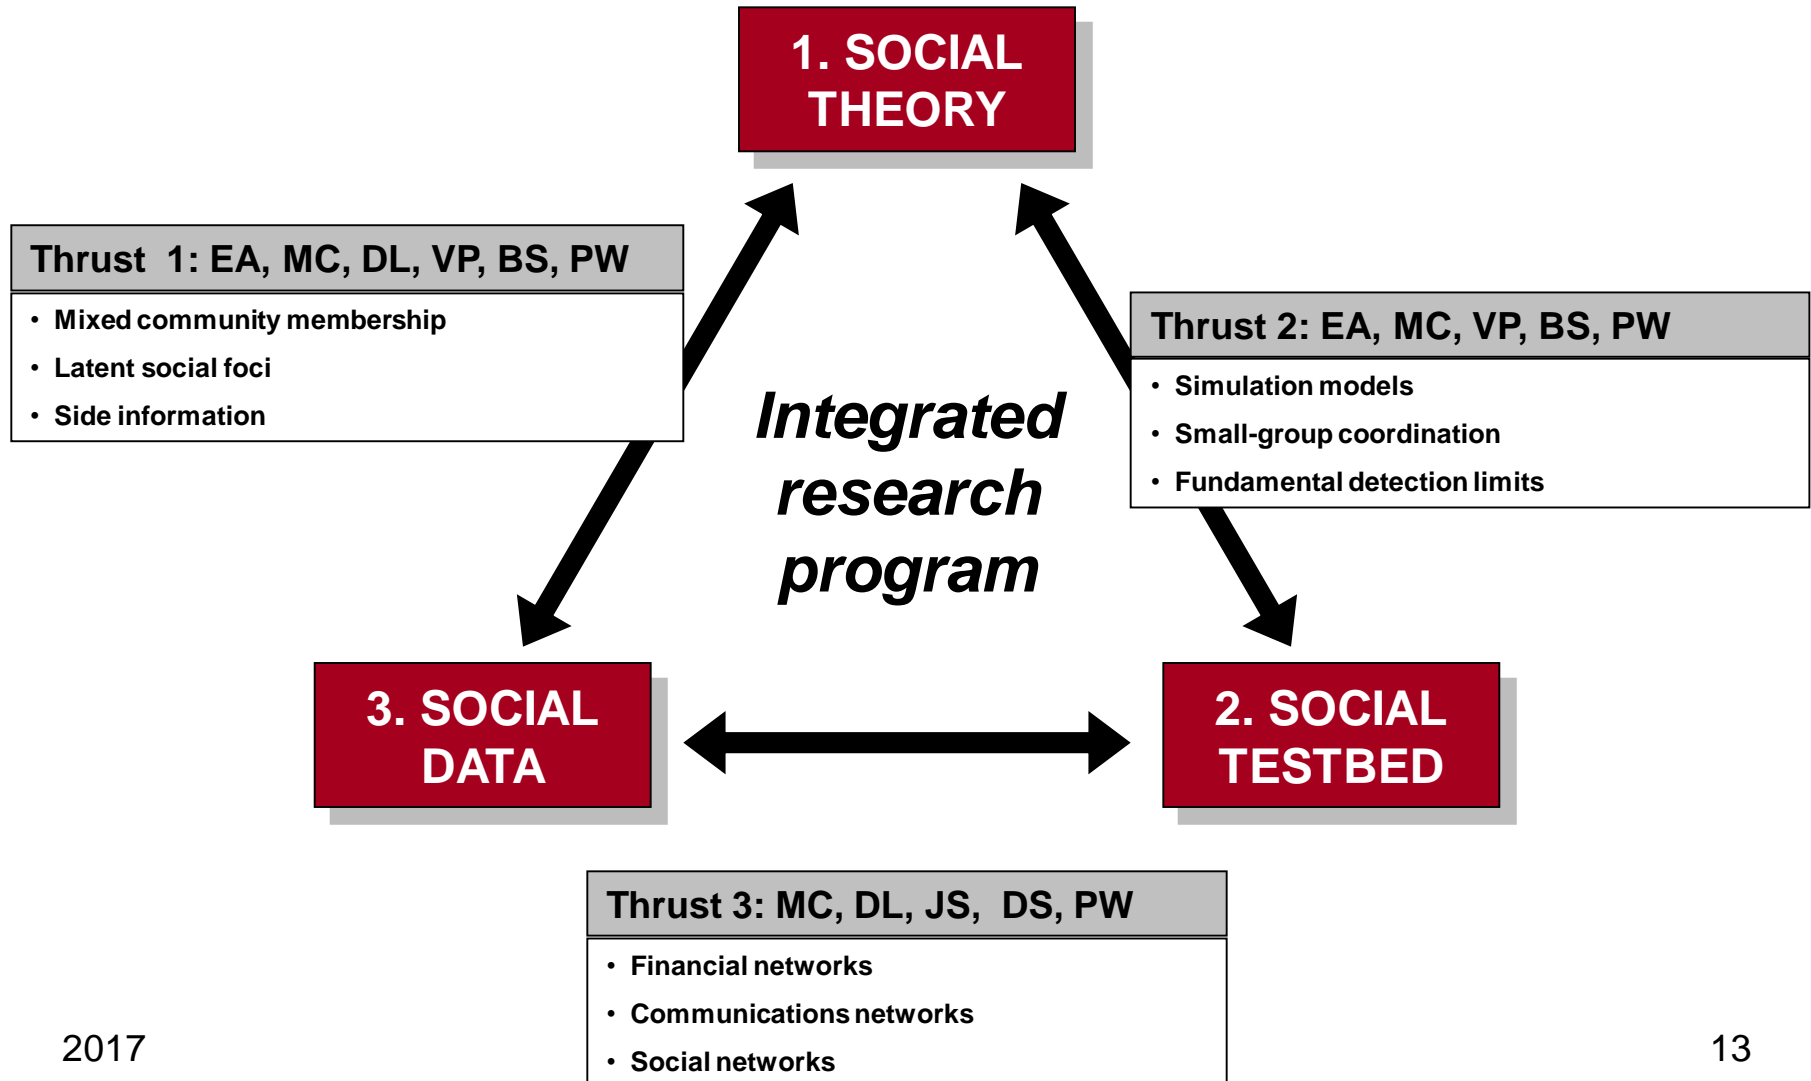 1. SOCIAL
THEORY
Thrust  1: EA, MC, DL, VP, BS, PW
• Mixed community membership
• Latent social foci
• Side information
Thrust 2: EA, MC, VP, BS, PW
• Simulation models
• Small-group coordination
• Fundamental detection limits
Integrated
research
program
3. SOCIAL
DATA
2. SOCIAL
TESTBED
Thrust 3: MC, DL, JS,  DS, PW
• Financial networks
• Communications networks
• Social networks
2017
13